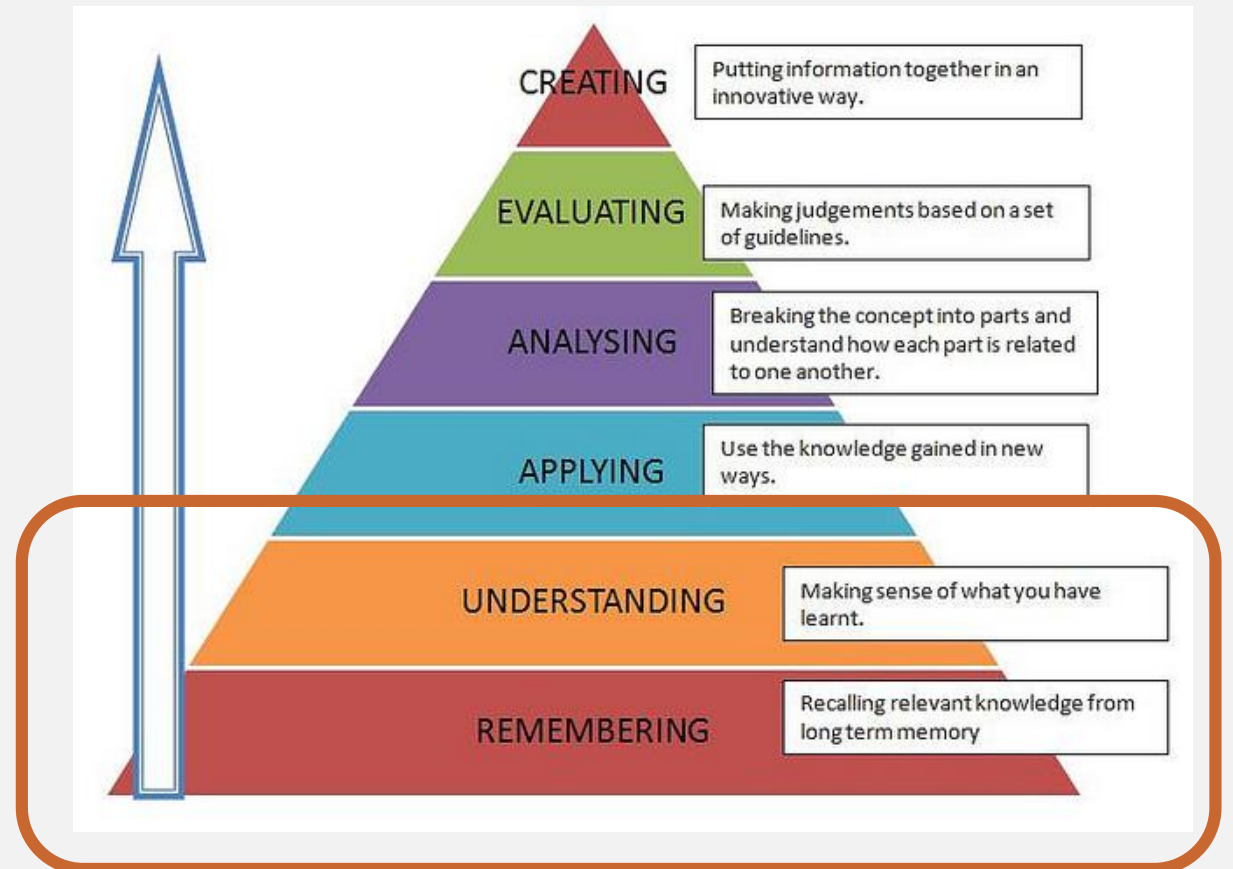 CREATING
Putting information together in an
innovative way.
EVALUATING
Making judgements based on a set
of guidelines.
ANALYSING
Breaking the concept into parts and
understand how each part is related
to one another.
APPLYING
Use the knowledge gained in new
ways.
UNDERSTANDING
Making sense of what you have
learnt.
REMEMBERING
Recalling relevant knowledge from
long term memory